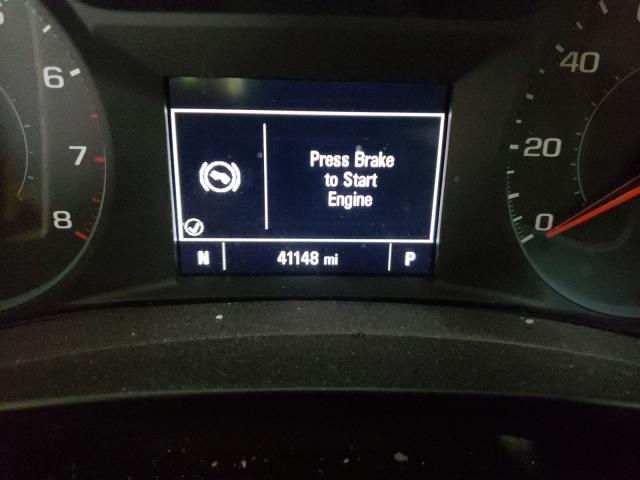 6
7
8
Press Brake
to Start
Engine
N 41148 mi P
40
20
0